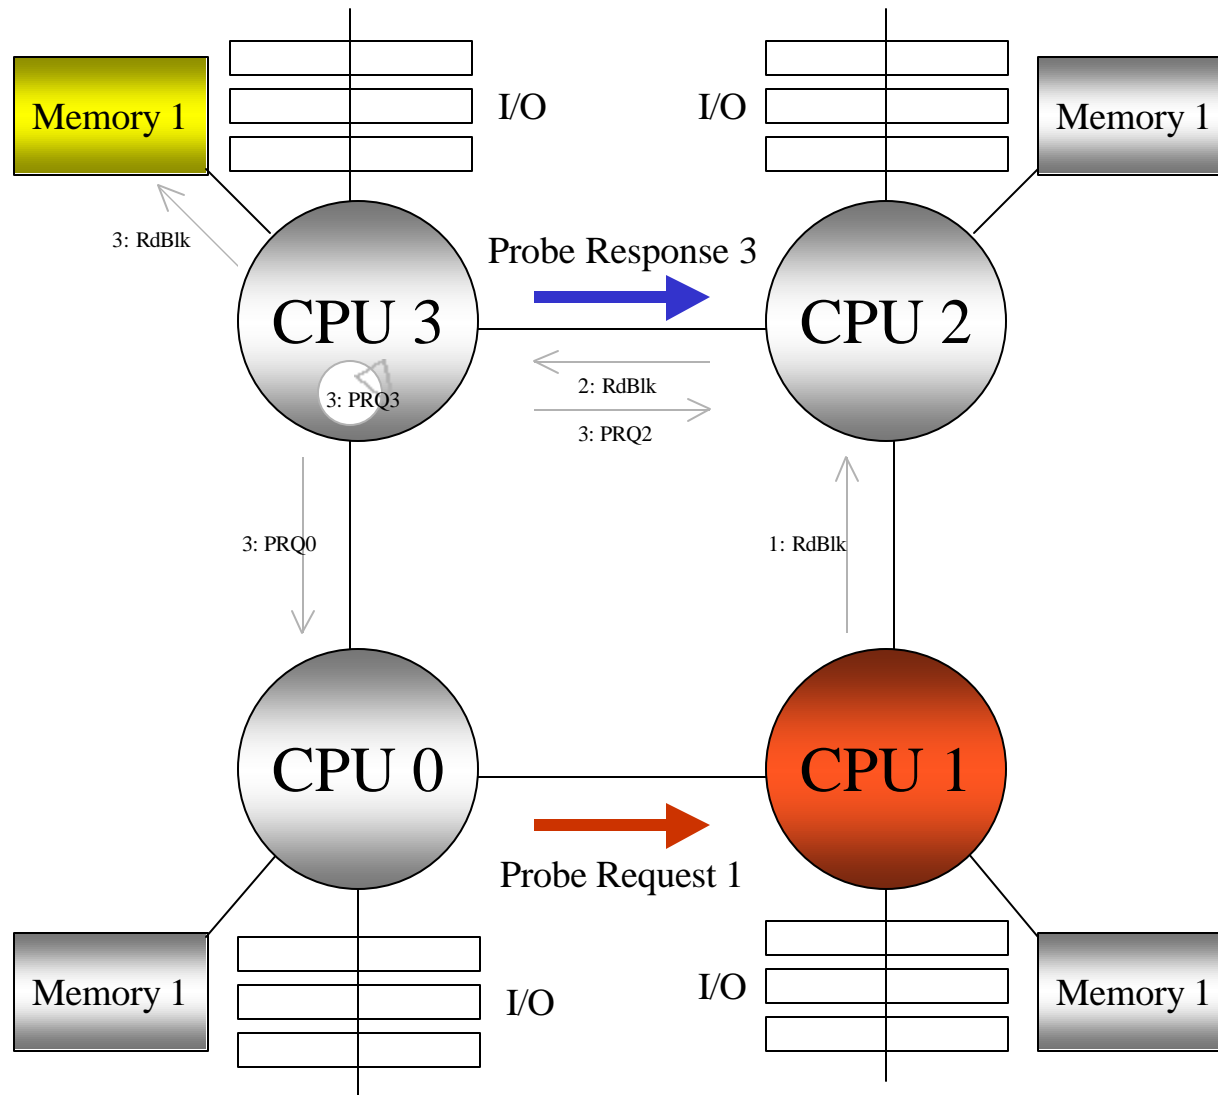 I/O
I/O
Memory 1
Memory 1
3: RdBlk
Probe Response 3
CPU 3
CPU 2
2: RdBlk
3: PRQ3
3: PRQ2
3: PRQ0
1: RdBlk
CPU 0
CPU 1
Probe Request 1
I/O
I/O
Memory 1
Memory 1